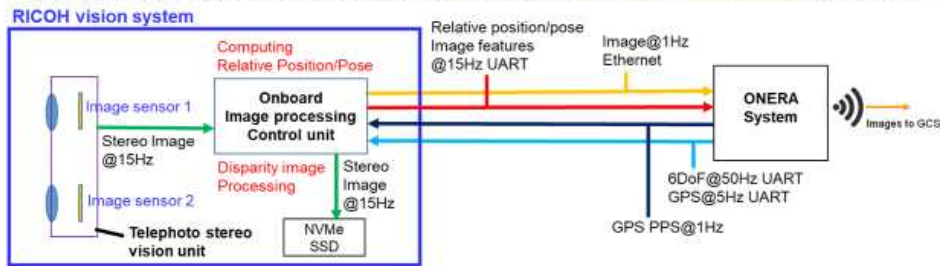 RICOH vision system
Computing
Relative Position/Pose
Relative position/pose
Image features
@15Hz UART
Image@1Hz
Ethernet
Image sensor 1
Stereo Image
@15Hz
Onboard
Image processing
Control unit
ONERA
System
Images to GCS
Disparity image
Processing
Stereo
Image
@15Hz
Image sensor 2
6DoF@50Hz UART
GPS@5Hz UART
GPS PPS@1Hz
Telephoto stereo
vision unit
NVMe
SSD